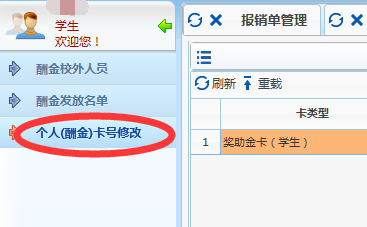 学生
欢迎您！
酬金校外人员
酬金发放名单
个人(酬金)卡号修改
报销单管理
刷新 重载
卡类型
1 奖助金卡（学生）